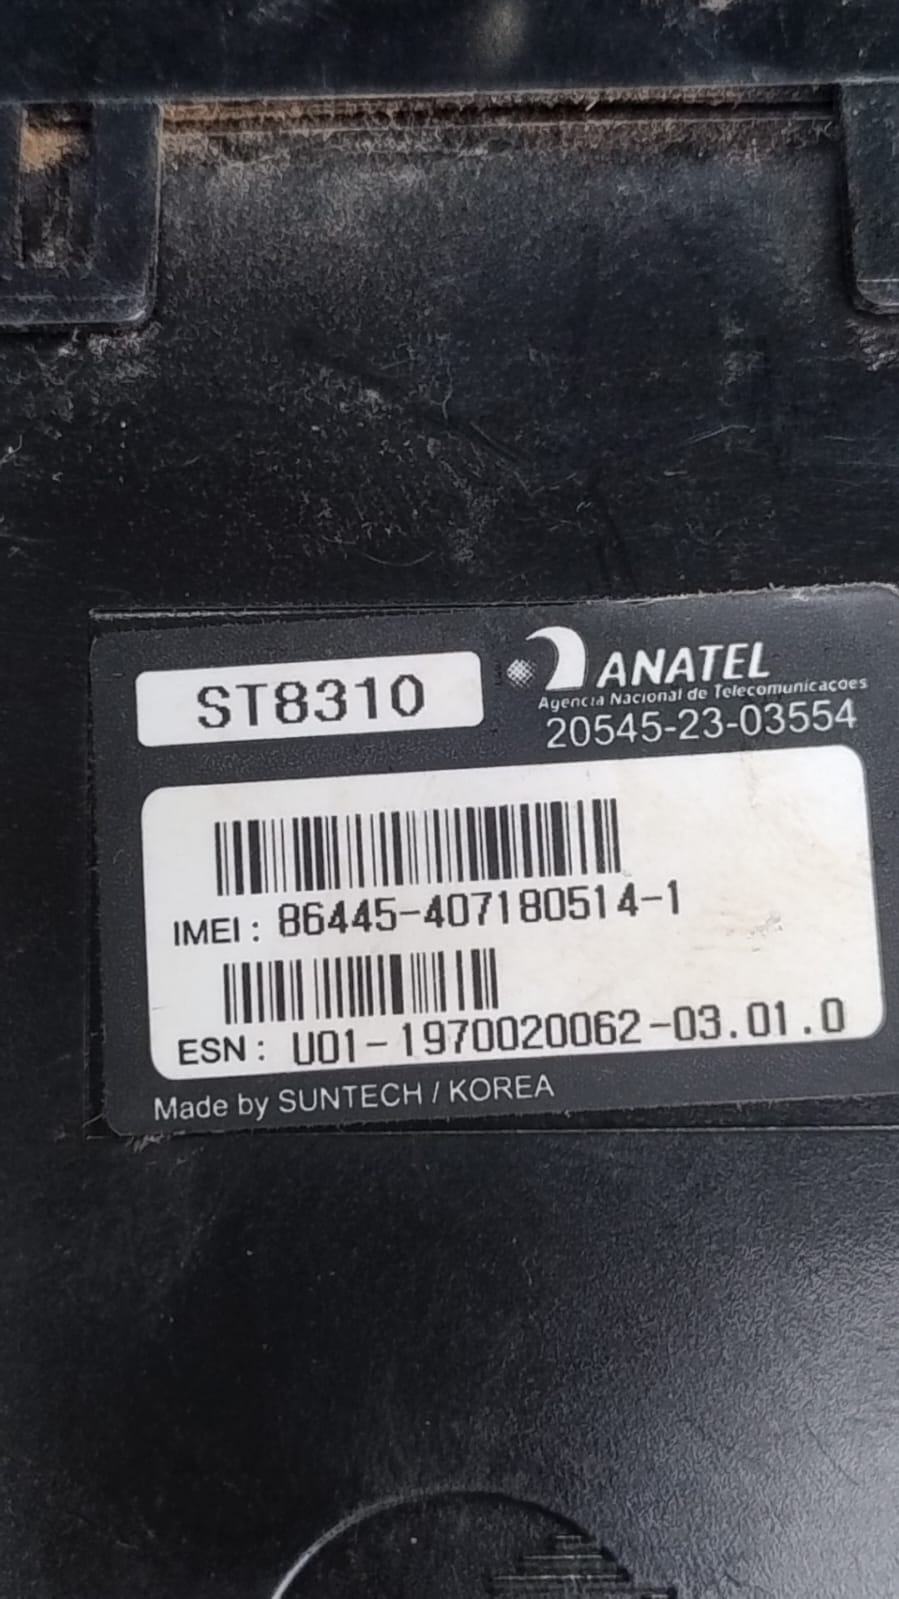 ST8310
ANATEL
Agencia Nacional de Telecomunicações
20545-23-03554
IMEI: 86445-407180514-1
ESN: U01-1970020062-03.01.0
Made by SUNTECH / KOREA